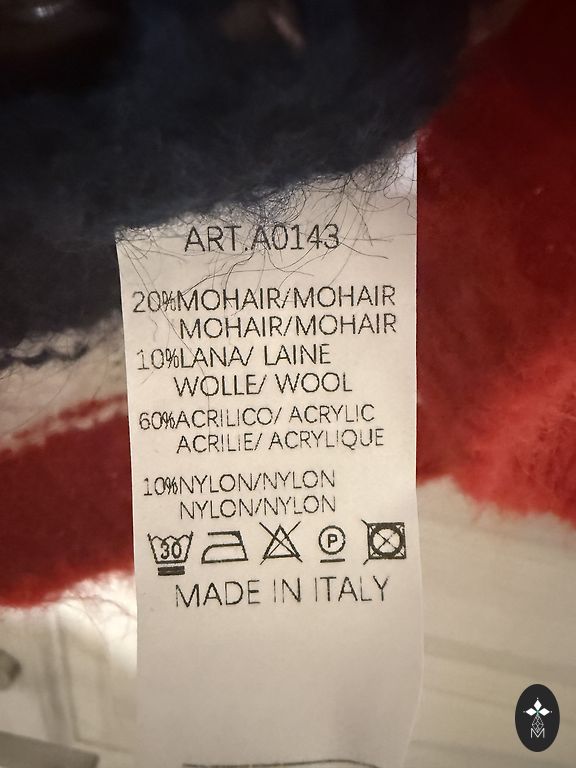 ART.A0143
20%MOHAIR/MOHAIR
MOHAIR/MOHAIR
10%LANA/ LAINE
WOLLE/ WOOL
60%ACRILICO/ ACRYLIC
ACRILIE/ ACRYLIQUE
10%NYLON/NYLON
NYLON/NYLON
30 P
MADE IN ITALY
M